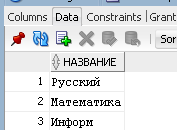 Columns Data Constraints Grant
Sor
НАЗВАНИЕ
1 Русский
2 Математика
3 Информ